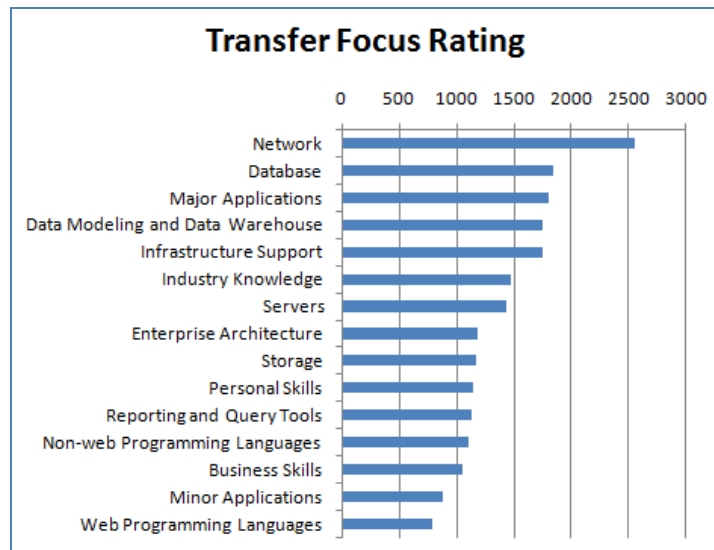 Transfer Focus Rating
0 500 1000 1500 2000 2500 3000
Network
Database
Major Applications
Data Modeling and Data Warehouse
Infrastructure Support
Industry Knowledge
Servers
Enterprise Architecture
Storage
Personal Skills
Reporting and Query Tools
Non-web Programming Languages
Business Skills
Minor Applications
Web Programming Languages